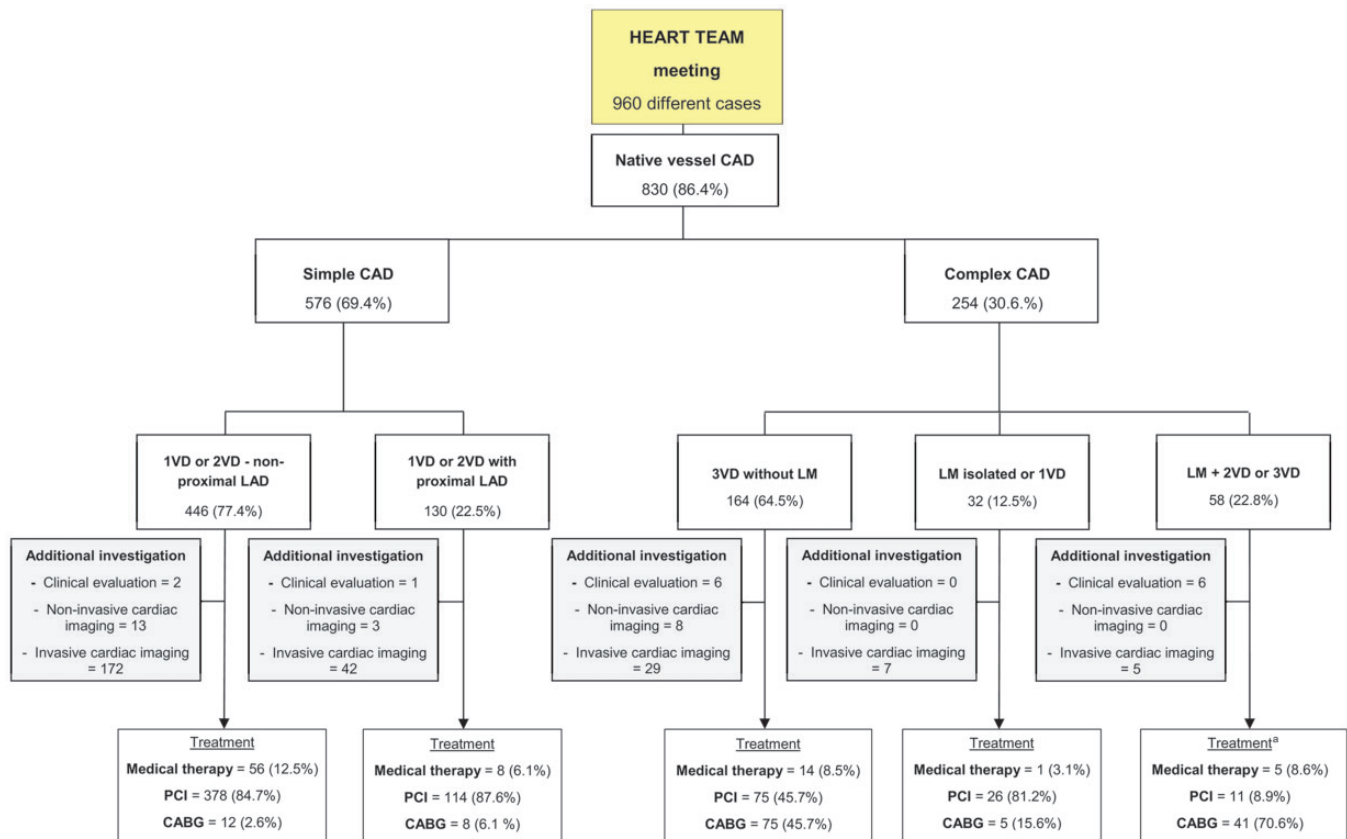 HEART TEAM
meeting
960 different cases
Native vessel CAD
830 (86.4%)
Simple CAD
576 (69.4%)
Complex CAD
254 (30.6.%)
1VD or 2VD - non-
proximal LAD
446 (77.4%)
1VD or 2VD with
proximal LAD
130 (22.5%)
3VD without LM
164 (64.5%)
LM isolated or 1VD
32 (12.5%)
LM + 2VD or 3VD
58 (22.8%)
Additional investigation
- Clinical evaluation = 2
- Non-invasive cardiac
imaging = 13
- Invasive cardiac imaging
= 172
Additional investigation
- Clinical evaluation = 1
- Non-invasive cardiac
imaging = 3
- Invasive cardiac imaging
= 42
Additional investigation
- Clinical evaluation = 6
- Non-invasive cardiac
imaging = 8
- Invasive cardiac imaging
= 29
Additional investigation
- Clinical evaluation = 0
- Non-invasive cardiac
imaging = 0
- Invasive cardiac imaging
= 7
Additional investigation
- Clinical evaluation = 6
- Non-invasive cardiac
imaging = 0
- Invasive cardiac imaging
= 5
Treatment
Medical therapy = 56 (12.5%)
PCI = 378 (84.7%)
CABG = 12 (2.6%)
Treatment
Medical therapy = 8 (6.1%)
PCI = 114 (87.6%)
CABG = 8 (6.1 %)
Treatment
Medical therapy = 14 (8.5%)
PCI = 75 (45.7%)
CABG = 75 (45.7%)
Treatment
Medical therapy = 1 (3.1%)
PCI = 26 (81.2%)
CABG = 5 (15.6%)
Treatmentᵃ
Medical therapy = 5 (8.6%)
PCI = 11 (8.9%)
CABG = 41 (70.6%)